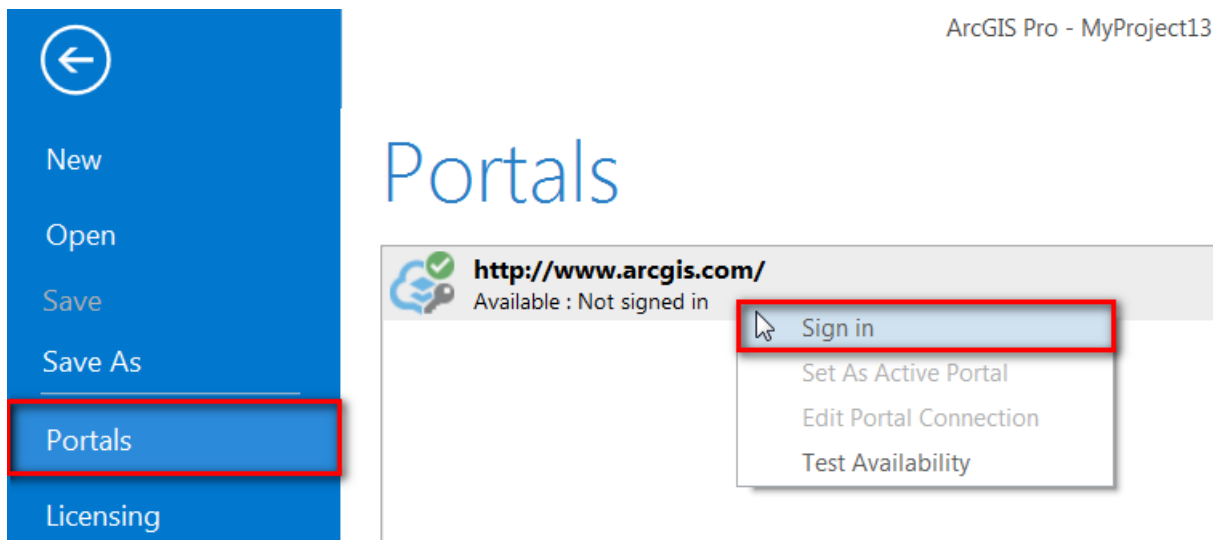 ArcGIS Pro - MyProject13
New
Open
Save
Save As
Portals
Licensing
Portals
http://www.arcgis.com/
Available : Not signed in
Sign in
Set As Active Portal
Edit Portal Connection
Test Availability